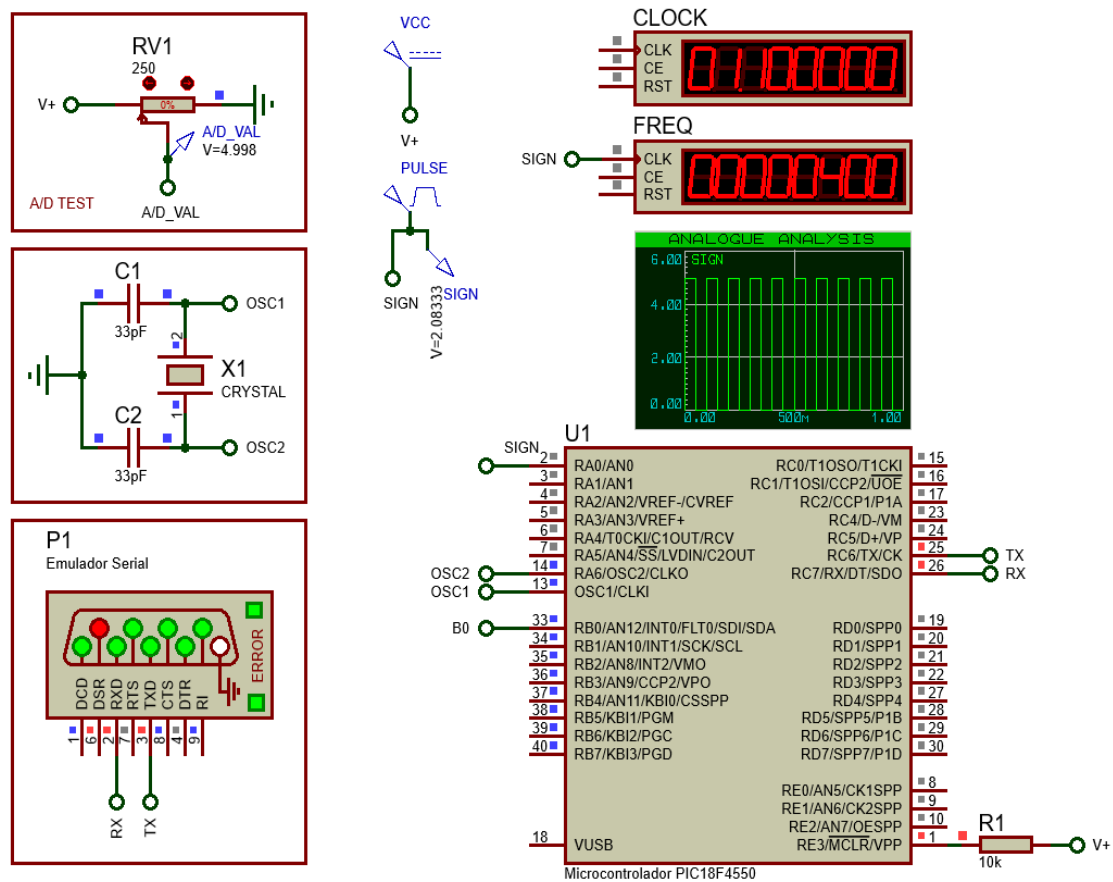 RV1
250
V+
0%
A/D_VAL
V=4.998
A/D TEST
A/D_VAL
VCC
V+
PULSE
SIGN
SIGN
V=2.08333
CLOCK
CLK
CE
RST
01.100000
FREQ
SIGN
CLK
CE
RST
00000400
ANALOGUE ANALYSIS
6.00
SIGN
4.00
2.00
0.00
0.00
500m
1.00
C1
33pF
OSC1
2
X1
CRYSTAL
1
C2
33pF
OSC2
P1
Emulador Serial
ERROR
DCD
DSR
RXD
RTS
TXD
CTS
DTR
RI
1
6
2
7
3
8
4
9
RX
TX
U1
SIGN
2 RA0/AN0
3 RA1/AN1
4 RA2/AN2/VREF-/CVREF
5 RA3/AN3/VREF+
6 RA4/T0CKI/C1OUT/RCV
7 RA5/AN4/SS/LVDIN/C2OUT
OSC2 14 RA6/OSC2/CLKO
OSC1 13 OSC1/CLKI
B0 33 RB0/AN12/INT0/FLT0/SDI/SDA
34 RB1/AN10/INT1/SCK/SCL
35 RB2/AN8/INT2/VMO
36 RB3/AN9/CCP2/VPO
37 RB4/AN11/KBI0/CSSPP
38 RB5/KBI1/PGM
39 RB6/KBI2/PGC
40 RB7/KBI3/PGD
18 VUSB
RC0/T1OSO/T1CKI 15
RC1/T1OSI/CCP2/UOE 16
RC2/CCP1/P1A 17
RC4/D-/VM 23
RC5/D+/VP 24
RC6/TX/CK 25 TX
RC7/RX/DT/SDO 26 RX
RD0/SPP0 19
RD1/SPP1 20
RD2/SPP2 21
RD3/SPP3 22
RD4/SPP4 27
RD5/SPP5/P1B 28
RD6/SPP6/P1C 29
RD7/SPP7/P1D 30
RE0/AN5/CK1SPP 8
RE1/AN6/CK2SPP 9
RE2/AN7/OESPP 10
RE3/MCLR/VPP 1
R1
10k
V+
Microcontrolador PIC18F4550